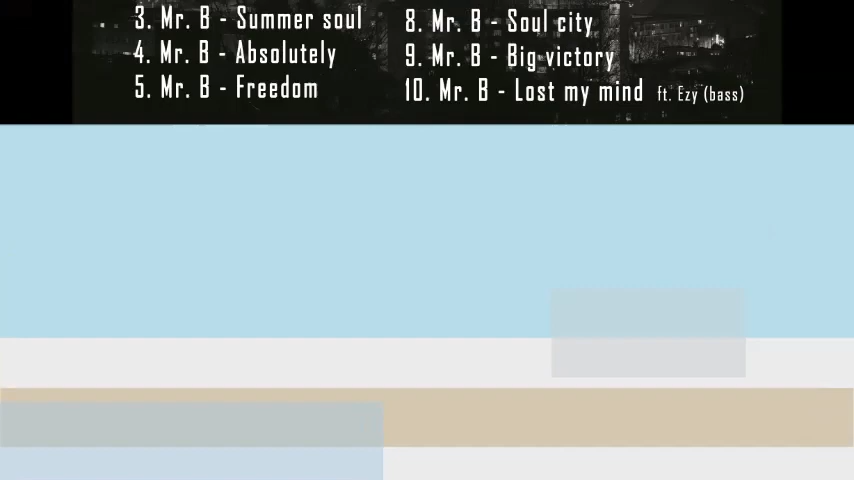 3. Mr. B - Summer soul
4. Mr. B - Absolutely
5. Mr. B - Freedom
8. Mr. B - Soul city
9. Mr. B - Big victory
10. Mr. B - Lost my mind ft. Ezy (bass)